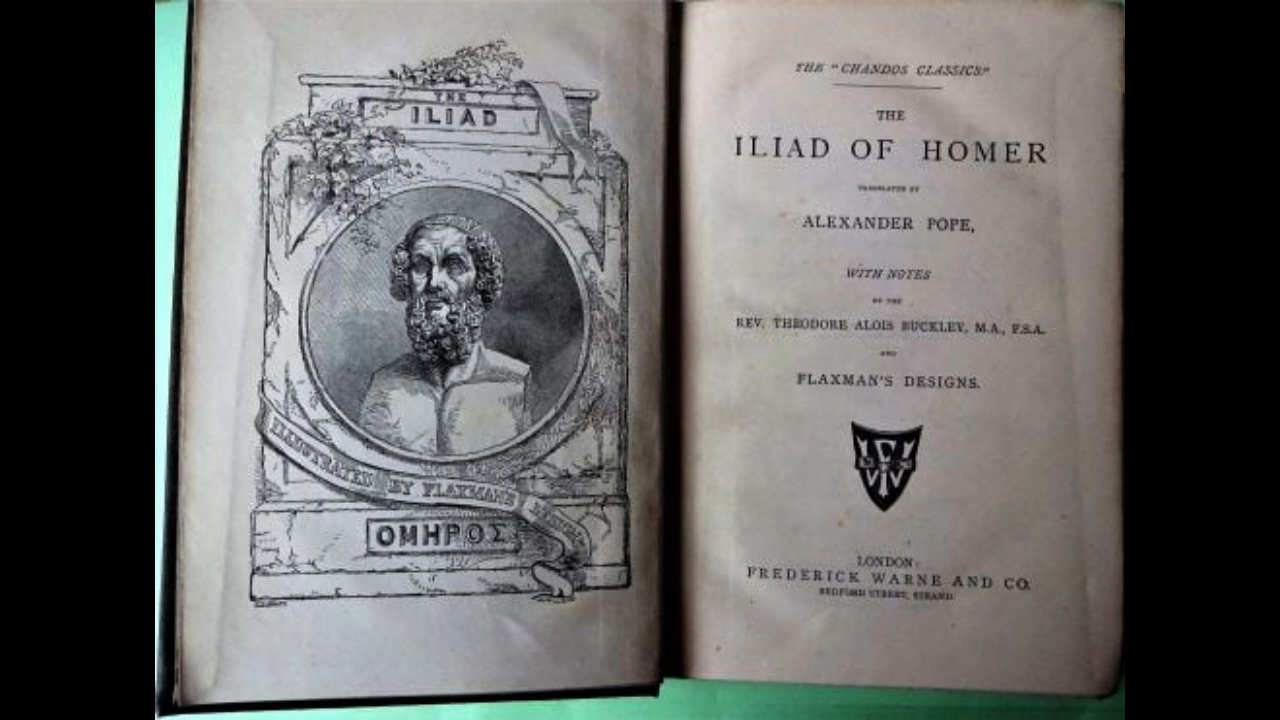 THE
ILIAD
ILLUSTRATED BY FLAXMAN'S DESIGNS
ΟΜΗΡΟΣ
THE "CHANDOS CLASSICS."
THE
ILIAD OF HOMER
TRANSLATED BY
ALEXANDER POPE,
WITH NOTES
BY THE
REV. THEODORE ALOIS BUCKLEY, M.A., F.S.A.
AND
FLAXMAN'S DESIGNS.
LONDON:
FREDERICK WARNE AND CO.
BEDFORD STREET, STRAND